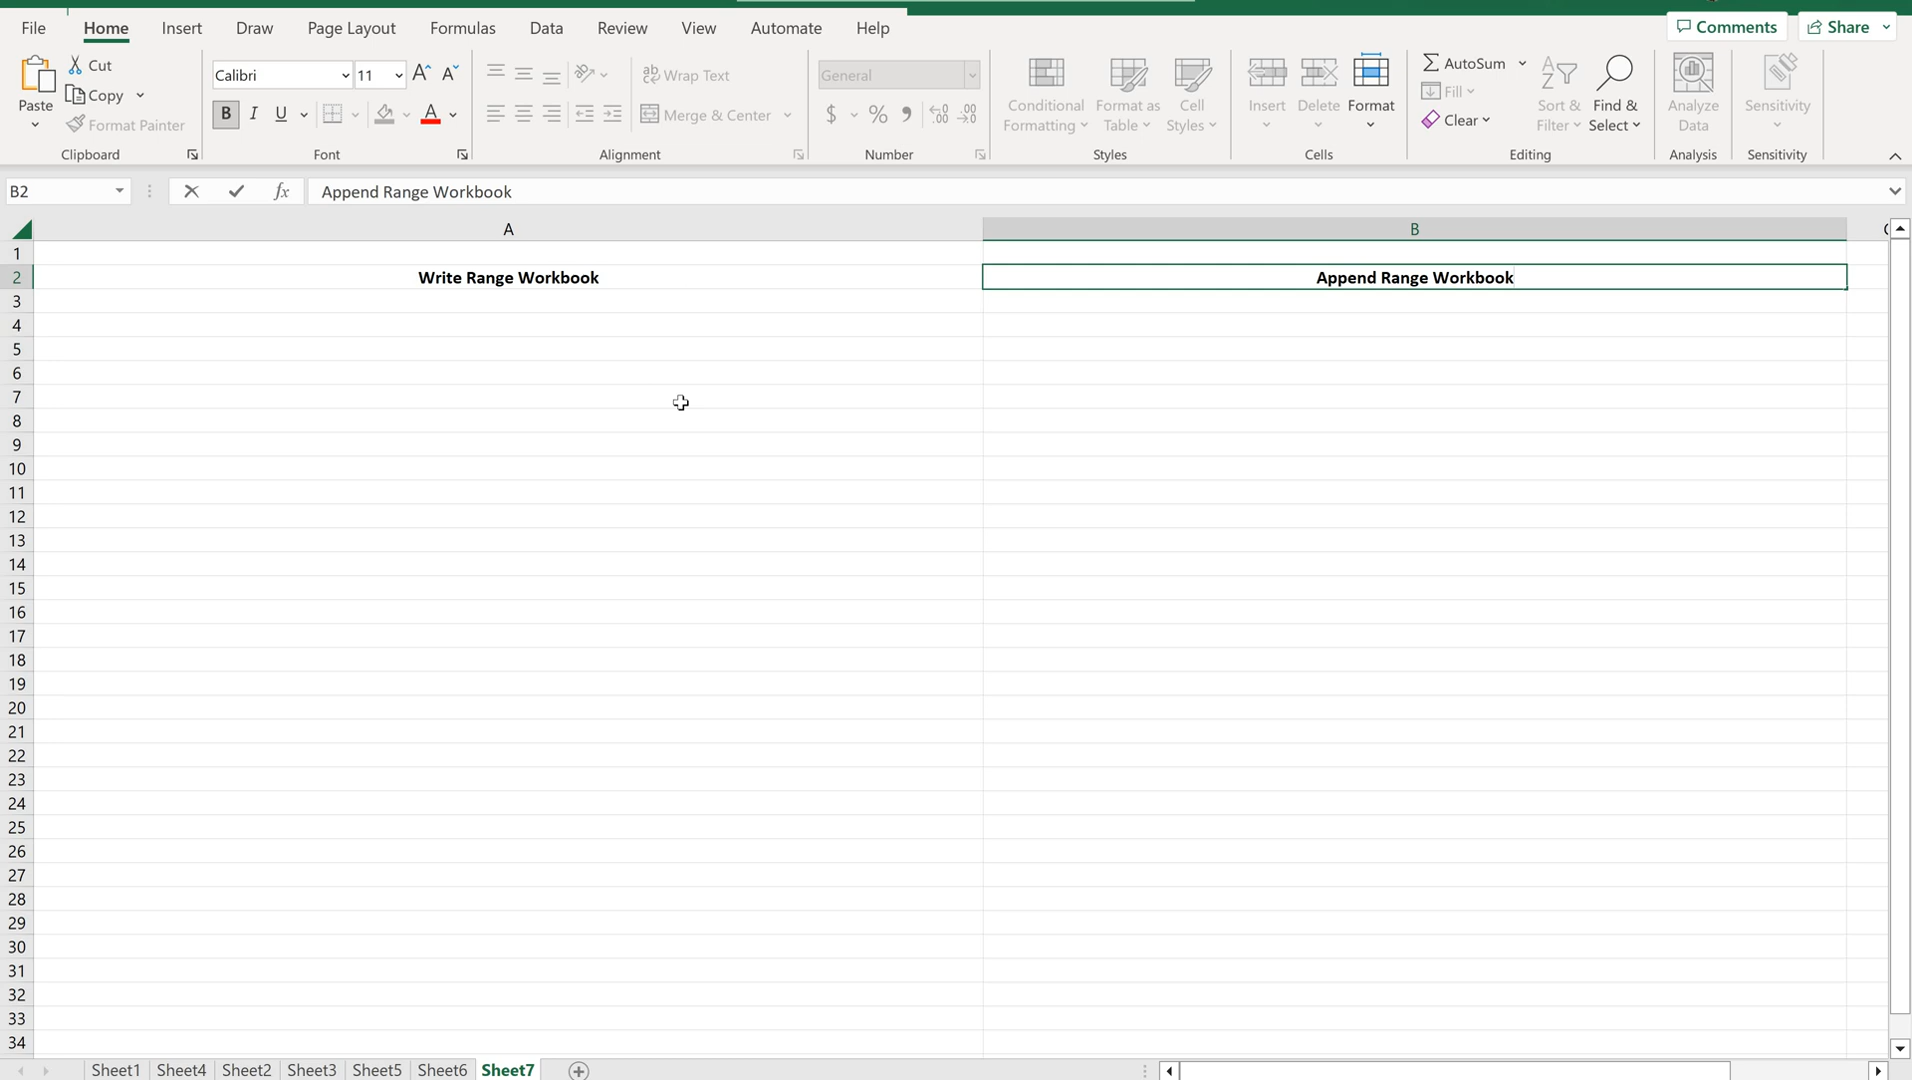 File Home Insert Draw Page Layout Formulas Data Review View Automate Help Comments Share
Paste Cut Copy Format Painter Clipboard
Calibri 11 B I U A Font
ab Wrap Text Merge & Center Alignment
General $ % Number
Conditional Formatting Format as Table Cell Styles Styles
Insert Delete Format Cells
AutoSum Fill Clear Sort & Filter Find & Select Editing
Analyze Data Analysis
Sensitivity Sensitivity
B2 fx Append Range Workbook
A B
1
2 Write Range Workbook Append Range Workbook
3
4
5
6
7
8
9
10
11
12
13
14
15
16
17
18
19
20
21
22
23
24
25
26
27
28
29
30
31
32
33
34
Sheet1 Sheet4 Sheet2 Sheet3 Sheet5 Sheet6 Sheet7